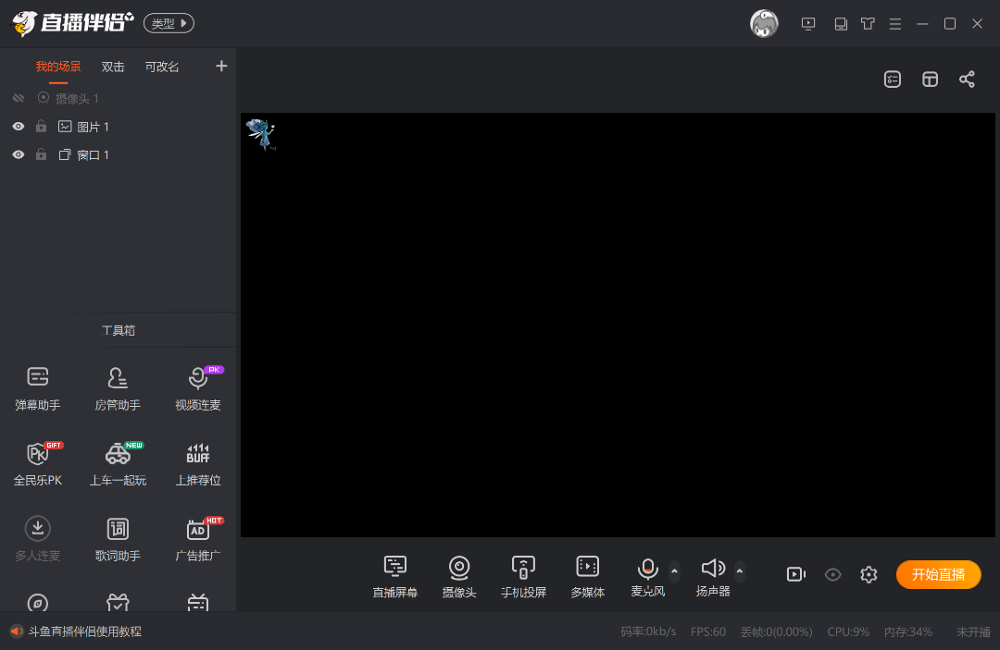 直播伴侣
类型
我的场景 双击 可改名
摄像头 1
图片 1
窗口 1
工具箱
弹幕助手 房管助手 PK 视频连麦
GIFT 全民乐PK NEW 上车一起玩 BUFF 上推荐位
多人连麦 词 歌词助手 HOT AD 广告推广
直播屏幕 摄像头 手机投屏 多媒体 麦克风 扬声器 开始直播
斗鱼直播伴侣使用教程 码率:0kb/s FPS:60 丢帧:0(0.00%) CPU:9% 内存:34% 未开播